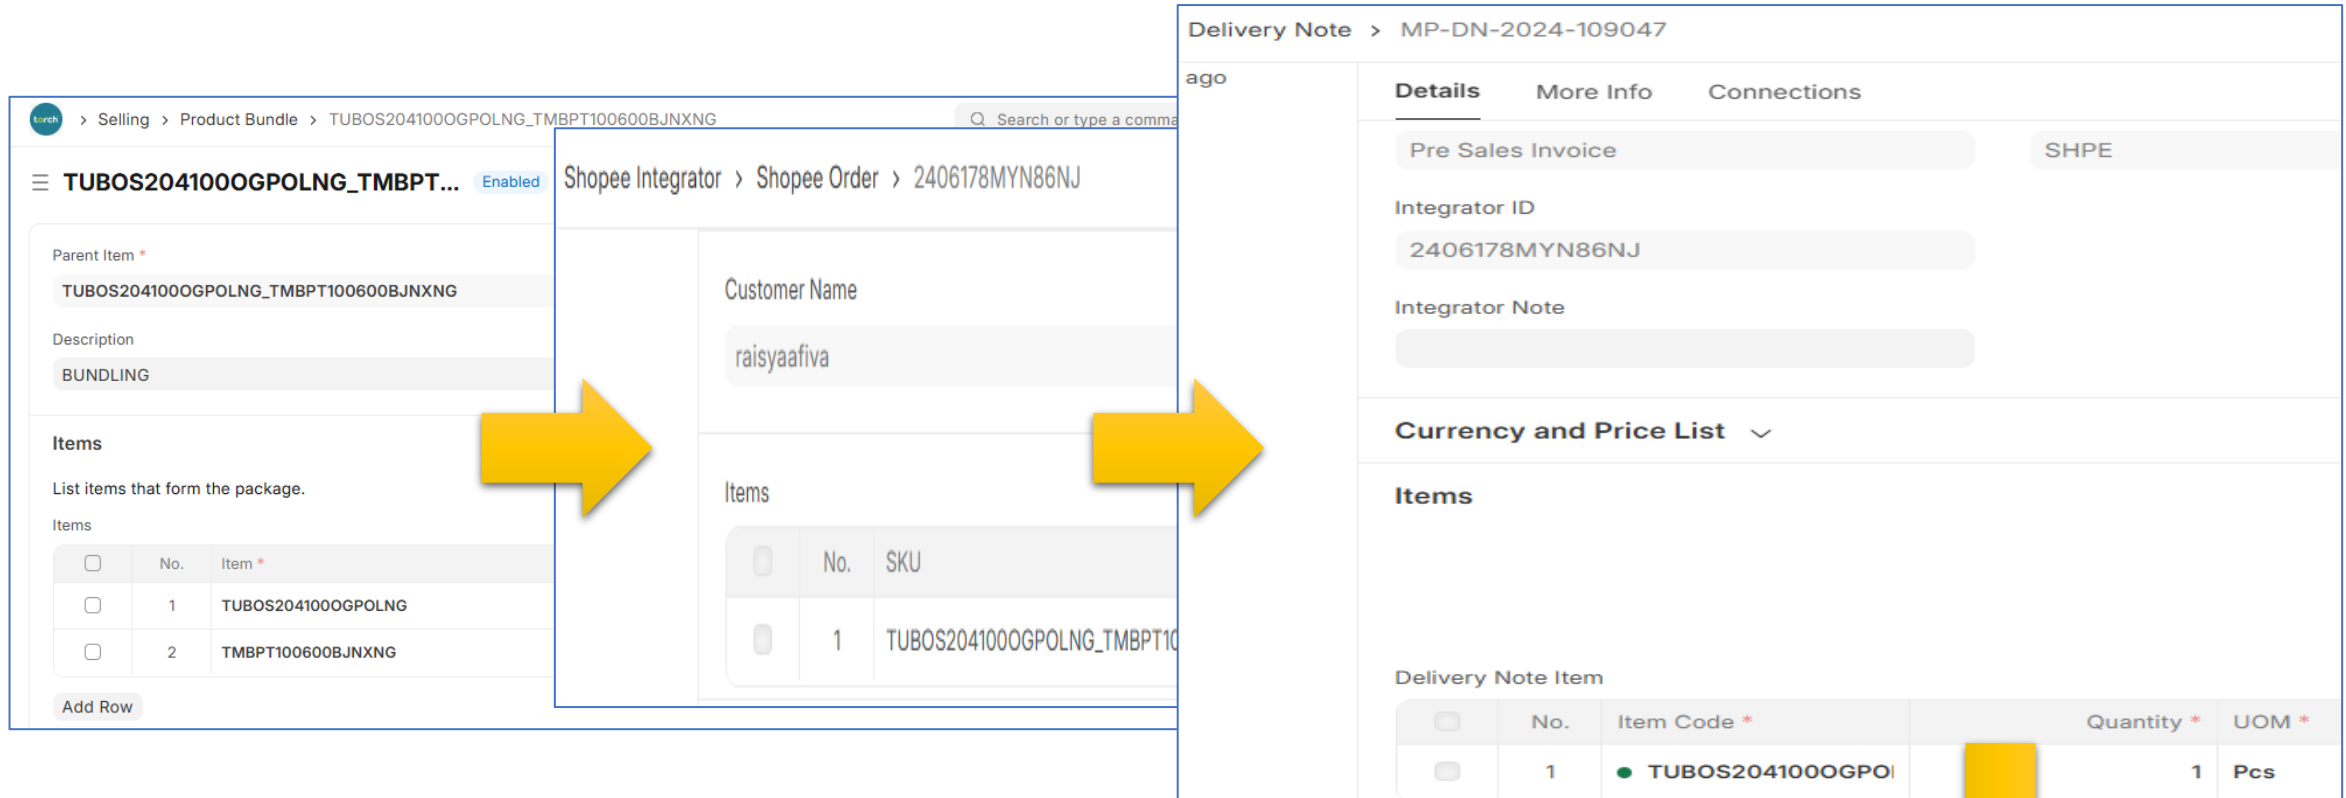 torch > Selling > Product Bundle > TUBOS204100OGPOLNG_TMBPT100600BJNXNG
Search or type a comma
TUBOS204100OGPOLNG_TMBPT... Enabled
Parent Item *
TUBOS204100OGPOLNG_TMBPT100600BJNXNG
Description
BUNDLING
Items
List items that form the package.
Items
No. Item *
1 TUBOS204100OGPOLNG
2 TMBPT100600BJNXNG
Add Row
Shopee Integrator > Shopee Order > 2406178MYN86NJ
Customer Name
raisyaafiva
Items
No. SKU
1 TUBOS204100OGPOLNG_TMBPT10
Delivery Note > MP-DN-2024-109047
ago
Details More Info Connections
Pre Sales Invoice SHPE
Integrator ID
2406178MYN86NJ
Integrator Note
Currency and Price List
Items
Delivery Note Item
No. Item Code * Quantity * UOM *
1 TUBOS204100OGPO 1 Pcs